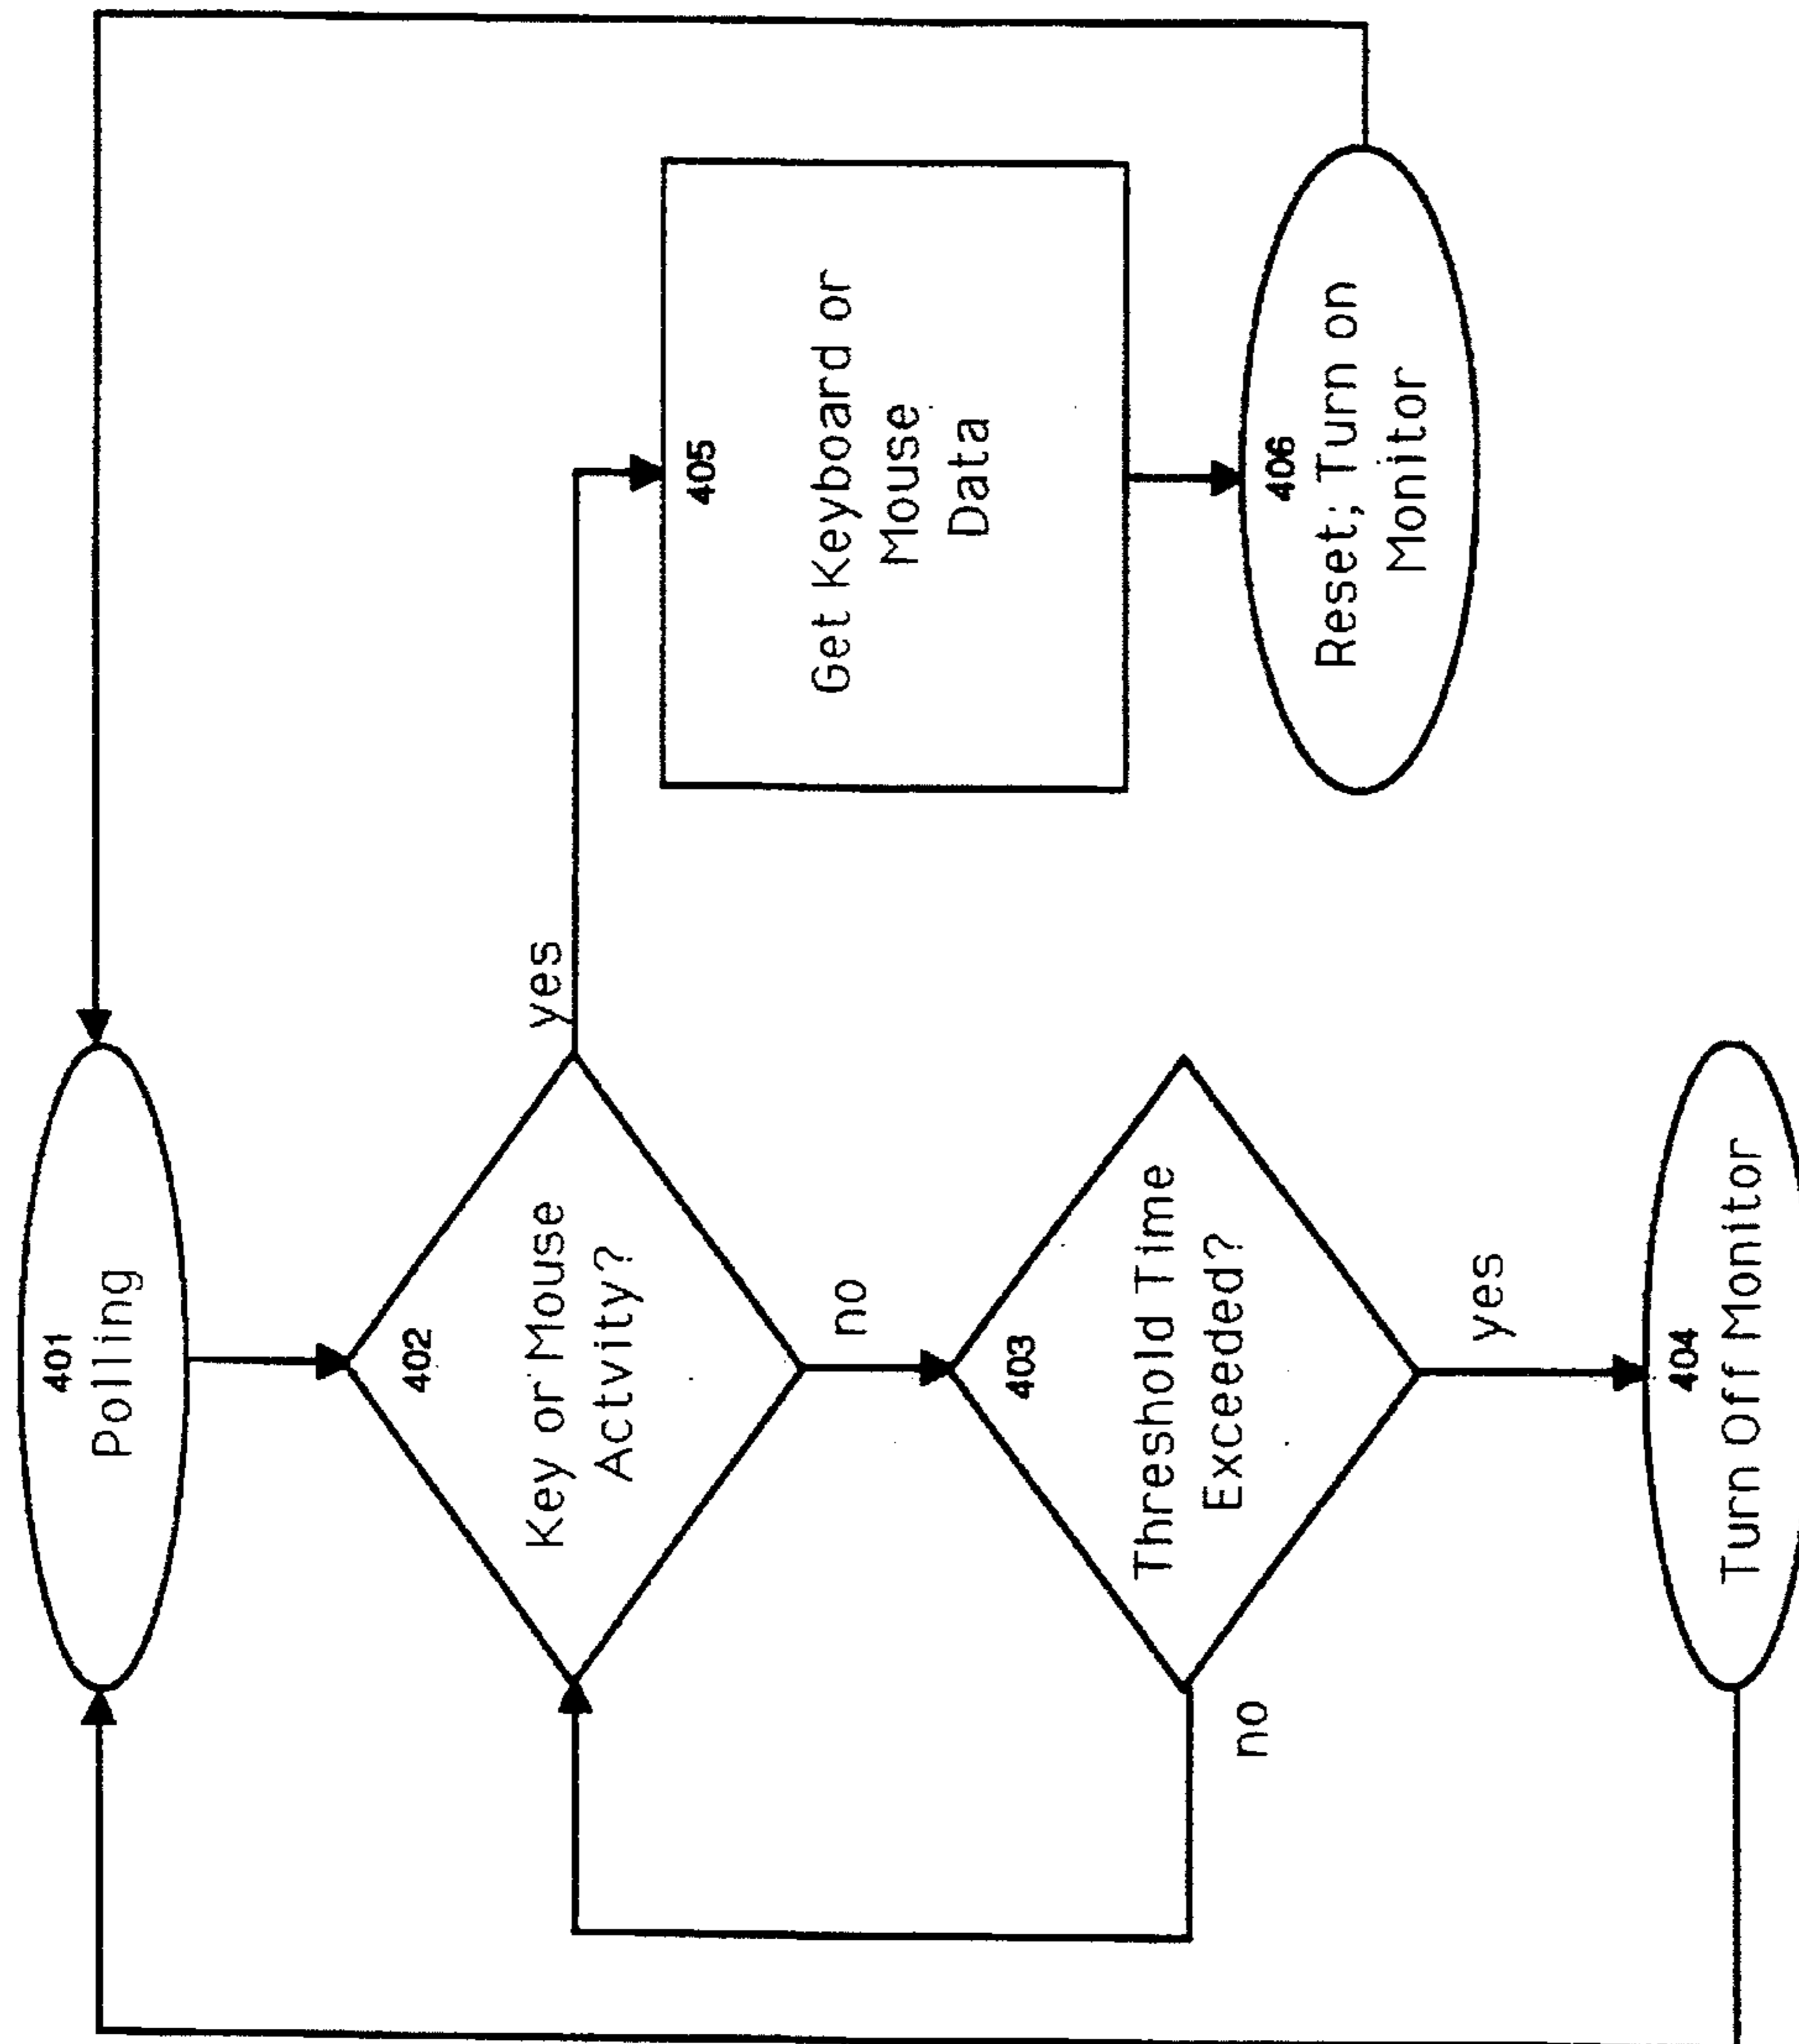 401
Polling
402
Key or Mouse
Actvity?
yes
no
405
Get Keyboard or
Mouse
Data
403
Threshold Time
Exceeded?
no
yes
406
Reset; Turn on
Monitor
404
Turn Off Monitor